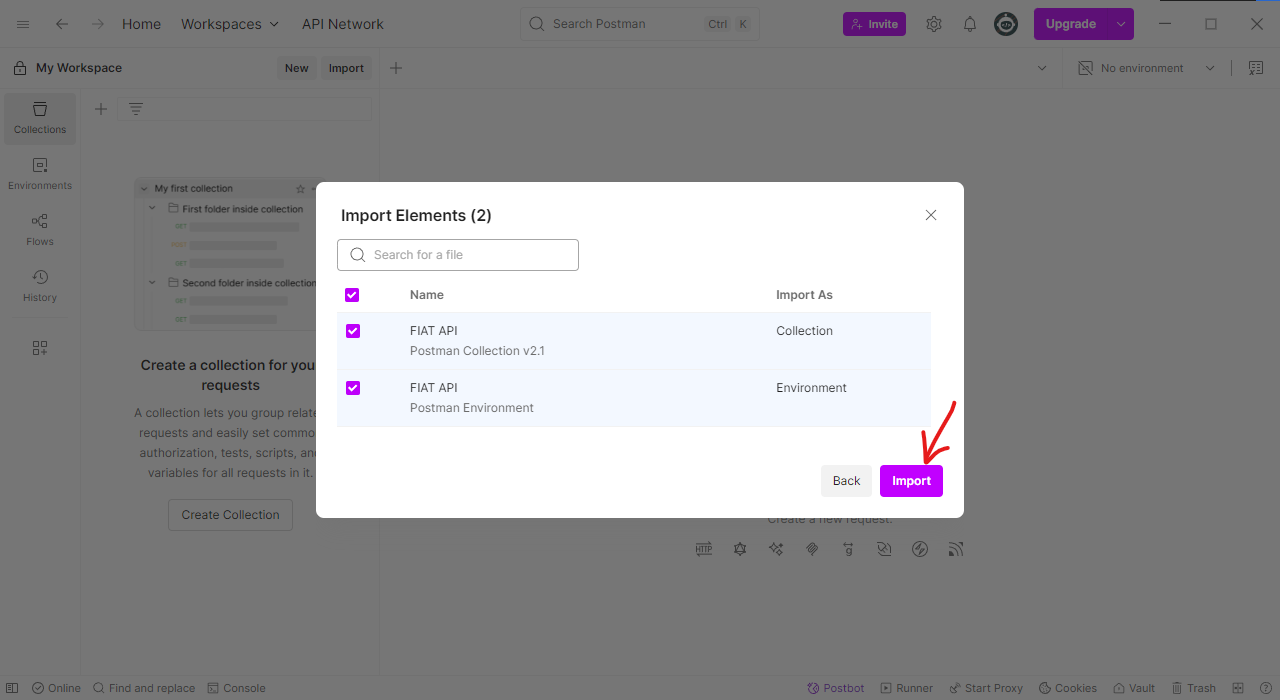 Home Workspaces API Network Search Postman Ctrl K Invite Upgrade
My Workspace New Import No environment
Collections
Environments
Flows
History
My first collection
First folder inside collection
GET
POST
GET
Second folder inside collection
GET
GET
Create a collection for you
requests
A collection lets you group relate
requests and easily set commo
authorization, tests, scripts, an
variables for all requests in it.
Create Collection
Import Elements (2)
Search for a file
Name Import As
FIAT API Collection
Postman Collection v2.1
FIAT API Environment
Postman Environment
Back Import
Create a new request:
HTTP
g
Online Find and replace Console Postbot Runner Start Proxy Cookies Vault Trash